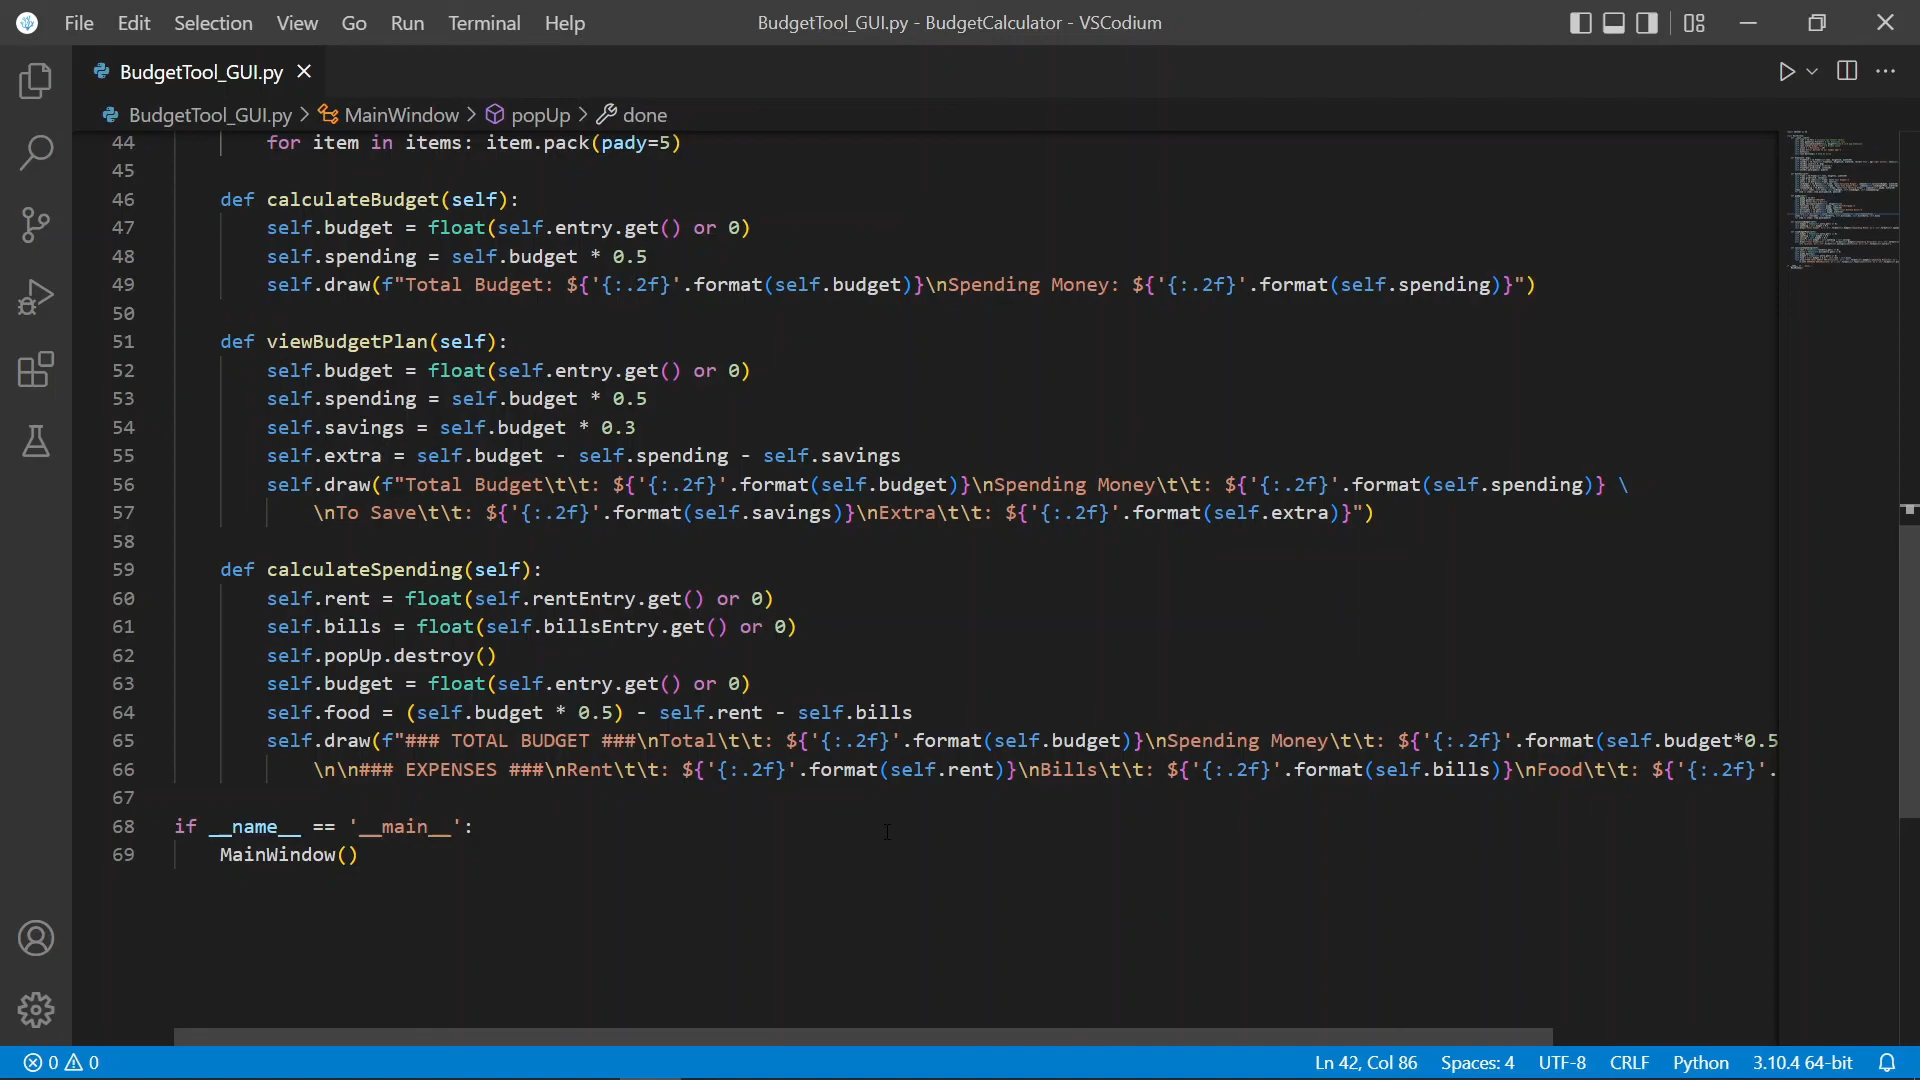 File Edit Selection View Go Run Terminal Help BudgetTool_GUI.py - BudgetCalculator - VSCodium
BudgetTool_GUI.py
BudgetTool_GUI.py > MainWindow > popUp > done
44 for item in items: item.pack(pady=5)
45
46 def calculateBudget(self):
47 self.budget = float(self.entry.get() or 0)
48 self.spending = self.budget * 0.5
49 self.draw(f"Total Budget: ${'{:.2f}'.format(self.budget)}\nSpending Money: ${'{:.2f}'.format(self.spending)}")
50
51 def viewBudgetPlan(self):
52 self.budget = float(self.entry.get() or 0)
53 self.spending = self.budget * 0.5
54 self.savings = self.budget * 0.3
55 self.extra = self.budget - self.spending - self.savings
56 self.draw(f"Total Budget\t\t: ${'{:.2f}'.format(self.budget)}\nSpending Money\t\t: ${'{:.2f}'.format(self.spending)} \
57 \nTo Save\t\t: ${'{:.2f}'.format(self.savings)}\nExtra\t\t: ${'{:.2f}'.format(self.extra)}")
58
59 def calculateSpending(self):
60 self.rent = float(self.rentEntry.get() or 0)
61 self.bills = float(self.billsEntry.get() or 0)
62 self.popUp.destroy()
63 self.budget = float(self.entry.get() or 0)
64 self.food = (self.budget * 0.5) - self.rent - self.bills
65 self.draw(f"### TOTAL BUDGET ###\nTotal\t\t: ${'{:.2f}'.format(self.budget)}\nSpending Money\t\t: ${'{:.2f}'.format(self.budget*0.5
66 \n\n### EXPENSES ###\nRent\t\t: ${'{:.2f}'.format(self.rent)}\nBills\t\t: ${'{:.2f}'.format(self.bills)}\nFood\t\t: ${'{:.2f}'.
67
68 if __name__ == '__main__':
69 MainWindow()
0 0 Ln 42, Col 86 Spaces: 4 UTF-8 CRLF Python 3.10.4 64-bit